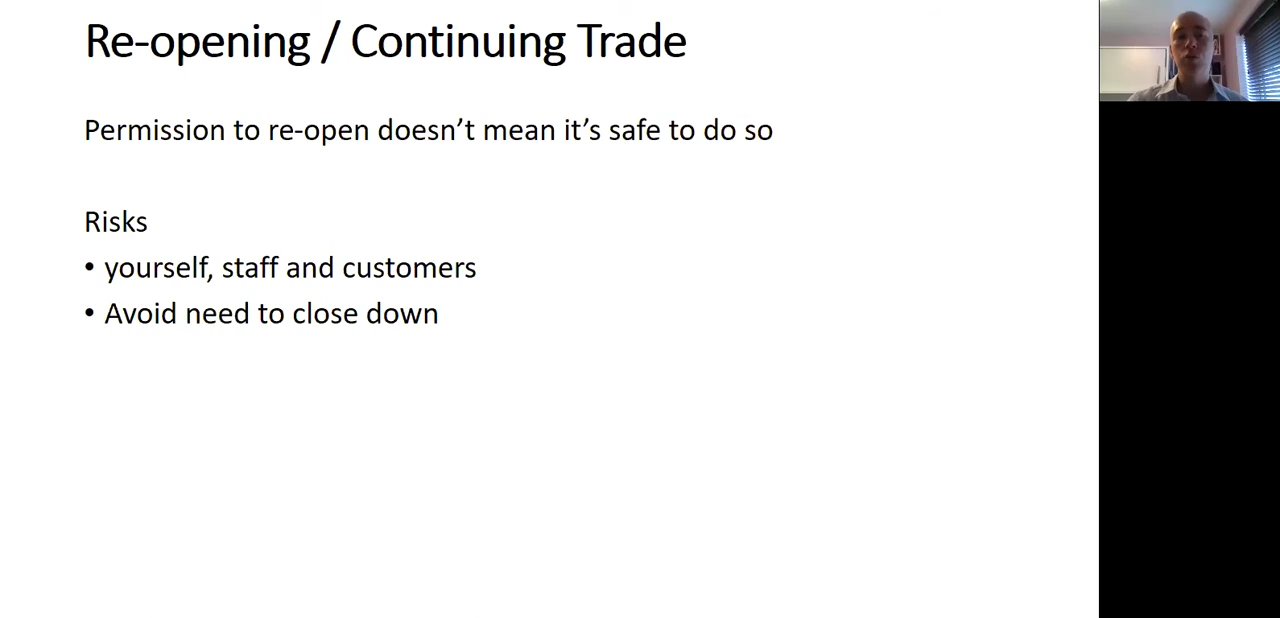 Re-opening / Continuing Trade
Permission to re-open doesn’t mean it’s safe to do so
Risks
• yourself, staff and customers
• Avoid need to close down